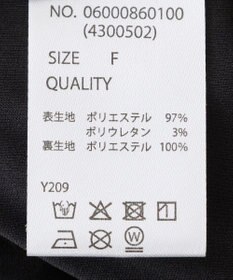 NO. 06000860100
(4300502)
SIZE F
QUALITY
表生地 ポリエステル 97%
ポリウレタン 3%
裏生地 ポリエステル 100%
Y209